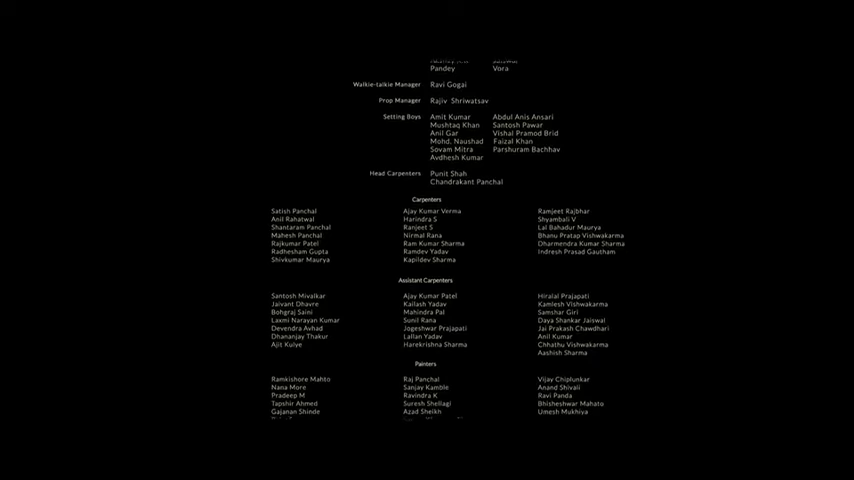 Pandey Vora
Walkie-talkie Manager Ravi Gogai
Prop Manager Rajiv Shriwatsav
Setting Boys Amit Kumar Abdul Anis Ansari
Mushtaq Khan Santosh Pawar
Anil Gar Vishal Pramod Brid
Mohd. Naushad Faizal Khan
Sovam Mitra Parshuram Bachhav
Avdhesh Kumar
Head Carpenters Punit Shah
Chandrakant Panchal
Carpenters
Satish Panchal Ajay Kumar Verma Ramjeet Rajbhar
Anil Rahatwal Harindra S Shyambali V
Shantaram Panchal Ranjeet S Lal Bahadur Maurya
Mahesh Panchal Nirmal Rana Bhanu Pratap Vishwakarma
Rajkumar Patel Ram Kumar Sharma Dharmendra Kumar Sharma
Radhesham Gupta Ramdev Yadav Indresh Prasad Gautham
Shivkumar Maurya Kapildev Sharma
Assistant Carpenters
Santosh Mivalkar Ajay Kumar Patel Hiralal Prajapati
Jaivant Dhavre Kailash Yadav Kamlesh Vishwakarma
Bohgraj Saini Mahindra Pal Samshar Giri
Laxmi Narayan Kumar Sunil Rana Daya Shankar Jaiswal
Devendra Avhad Jogeshwar Prajapati Jai Prakash Chawdhari
Dhananjay Thakur Lallan Yadav Anil Kumar
Ajit Kulye Harekrishna Sharma Chhathu Vishwakarma
Aashish Sharma
Painters
Ramkishore Mahto Raj Panchal Vijay Chiplunkar
Nana More Sanjay Kamble Anand Shivali
Pradeep M Ravindra K Ravi Panda
Tapshir Ahmed Suresh Shellagi Bhisheshwar Mahato
Gajanan Shinde Azad Sheikh Umesh Mukhiya